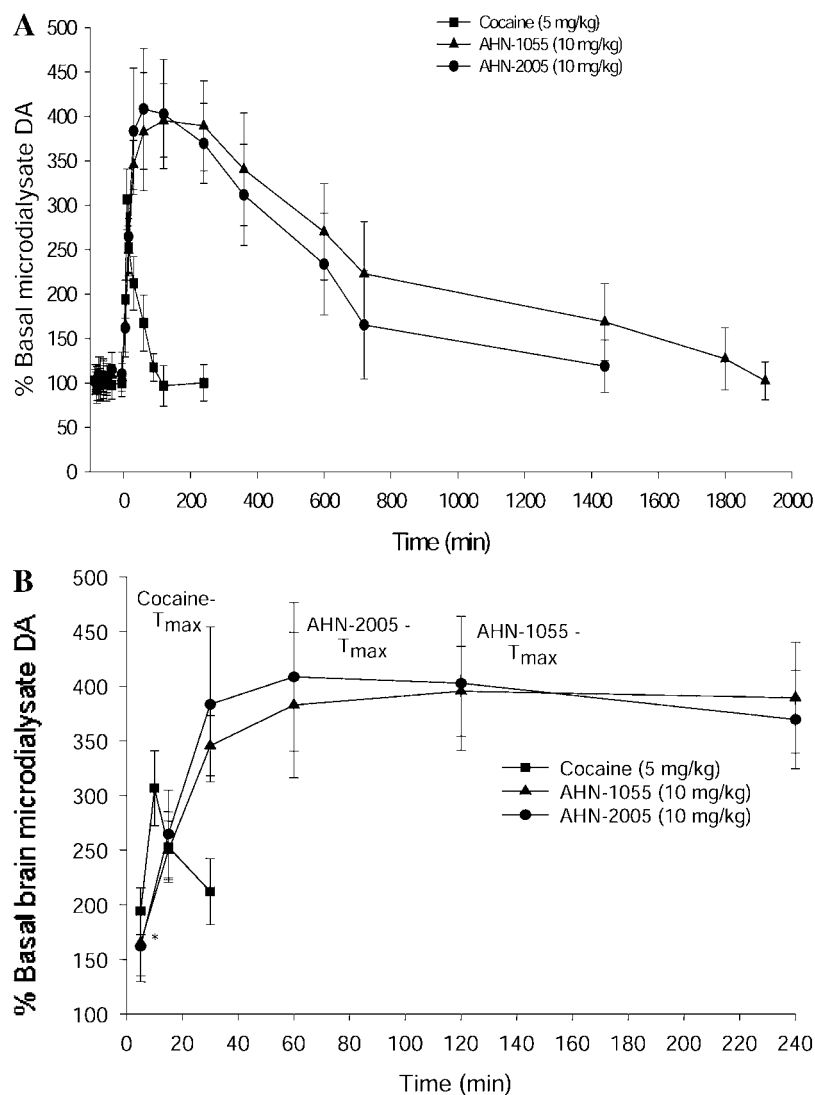 A
500
450
400
350
300
250
200
150
100
50
0
% Basal microdialysate DA
Cocaine (5 mg/kg)
AHN-1055 (10 mg/kg)
AHN-2005 (10 mg/kg)
0 200 400 600 800 1000 1200 1400 1600 1800 2000
Time (min)
B
500
450
400
350
300
250
200
150
100
% Basal brain microdialysate DA
Cocaine-
Tmax
AHN-2005 -
Tmax
AHN-1055 -
Tmax
Cocaine (5 mg/kg)
AHN-1055 (10 mg/kg)
AHN-2005 (10 mg/kg)
*
0 20 40 60 80 100 120 140 160 180 200 220 240
Time (min)